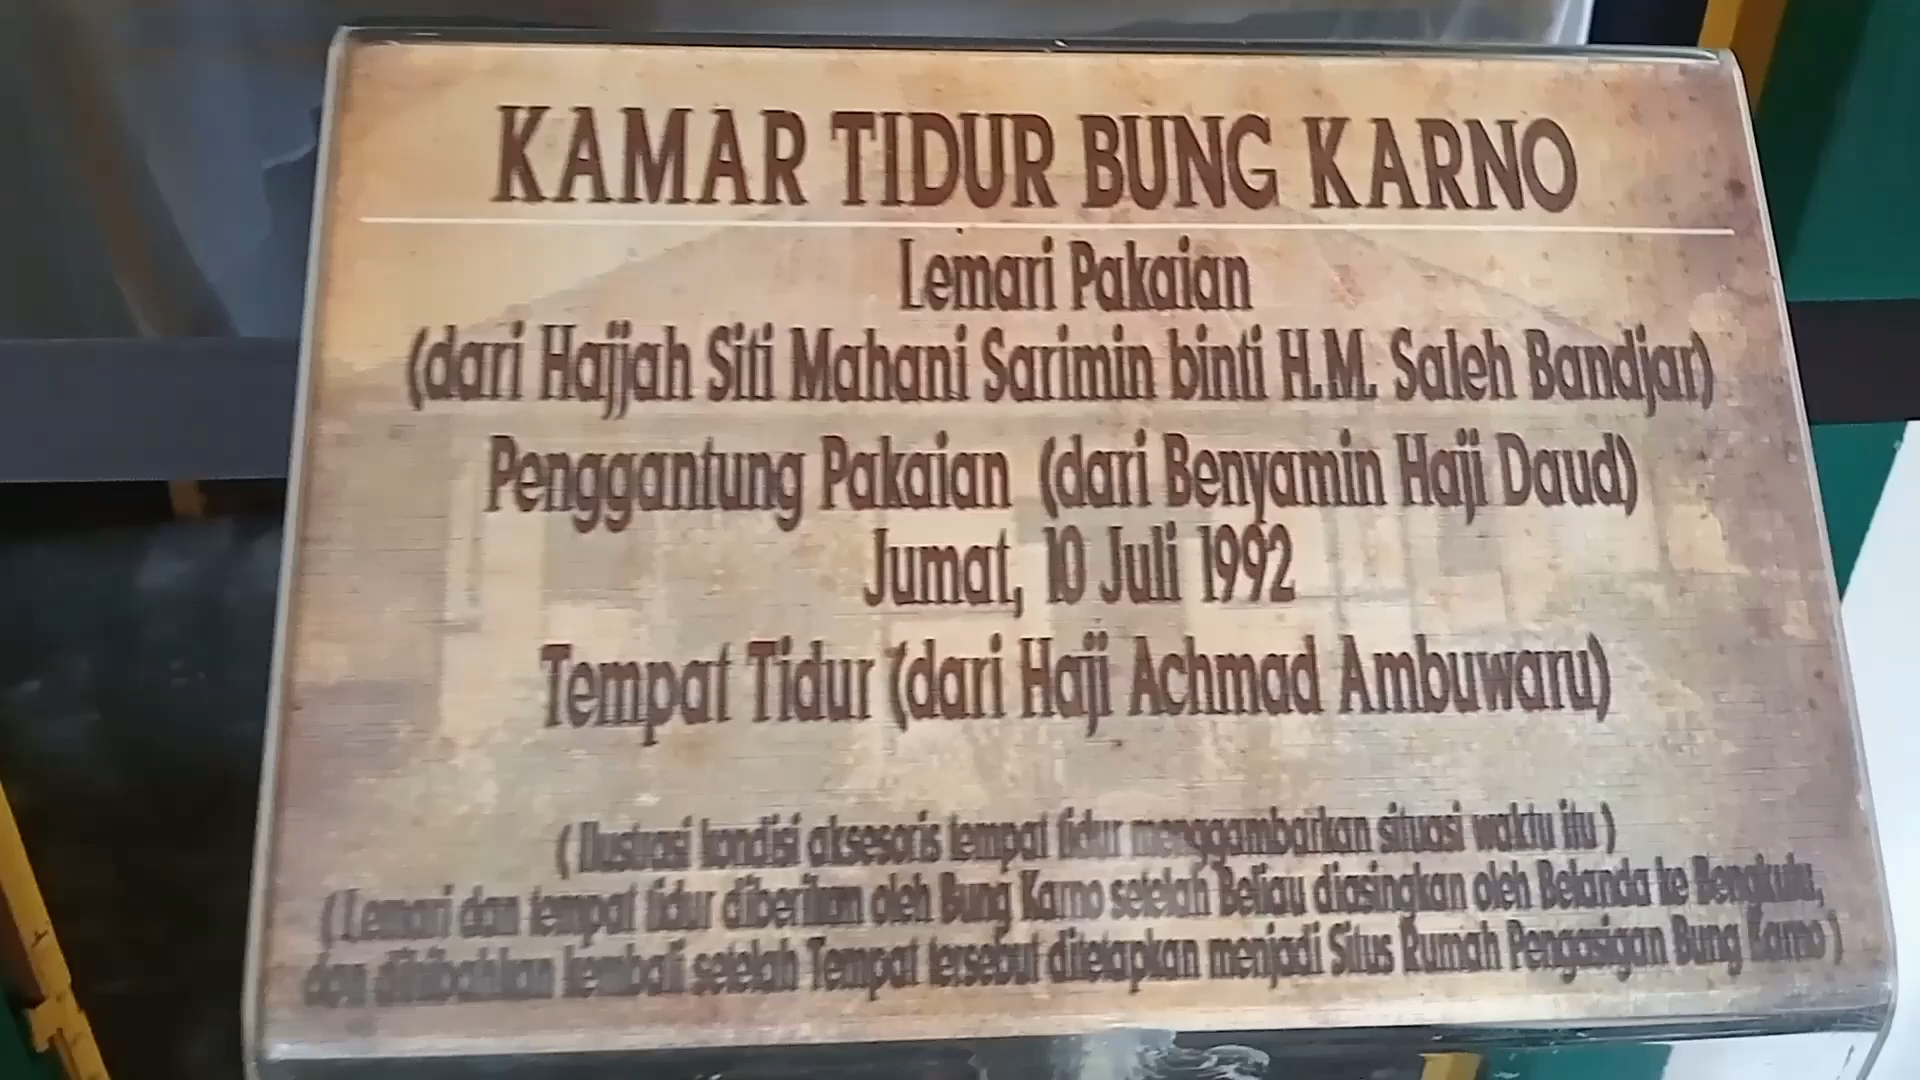 KAMAR TIDUR BUNG KARNO
Lemari Pakaian
(dari Hajjah Siti Mahani Sarimin binti H.M. Saleh Bandjar)
Penggantung Pakaian (dari Benyamin Haji Daud)
Jumat, 10 Juli 1992
Tempat Tidur (dari Haji Achmad Ambuwaru)
( Ilustrasi kondisi aksesoris tempat tidur menggambarkan situasi waktu itu )
( Lemari dan tempat tidur diberikan oleh Bung Karno setelah Beliau diasingkan oleh Belanda ke Bengkulu,
dan dihibahkan kembali setelah Tempat tersebut ditetapkan menjadi Situs Rumah Pengasigan Bung Karno )